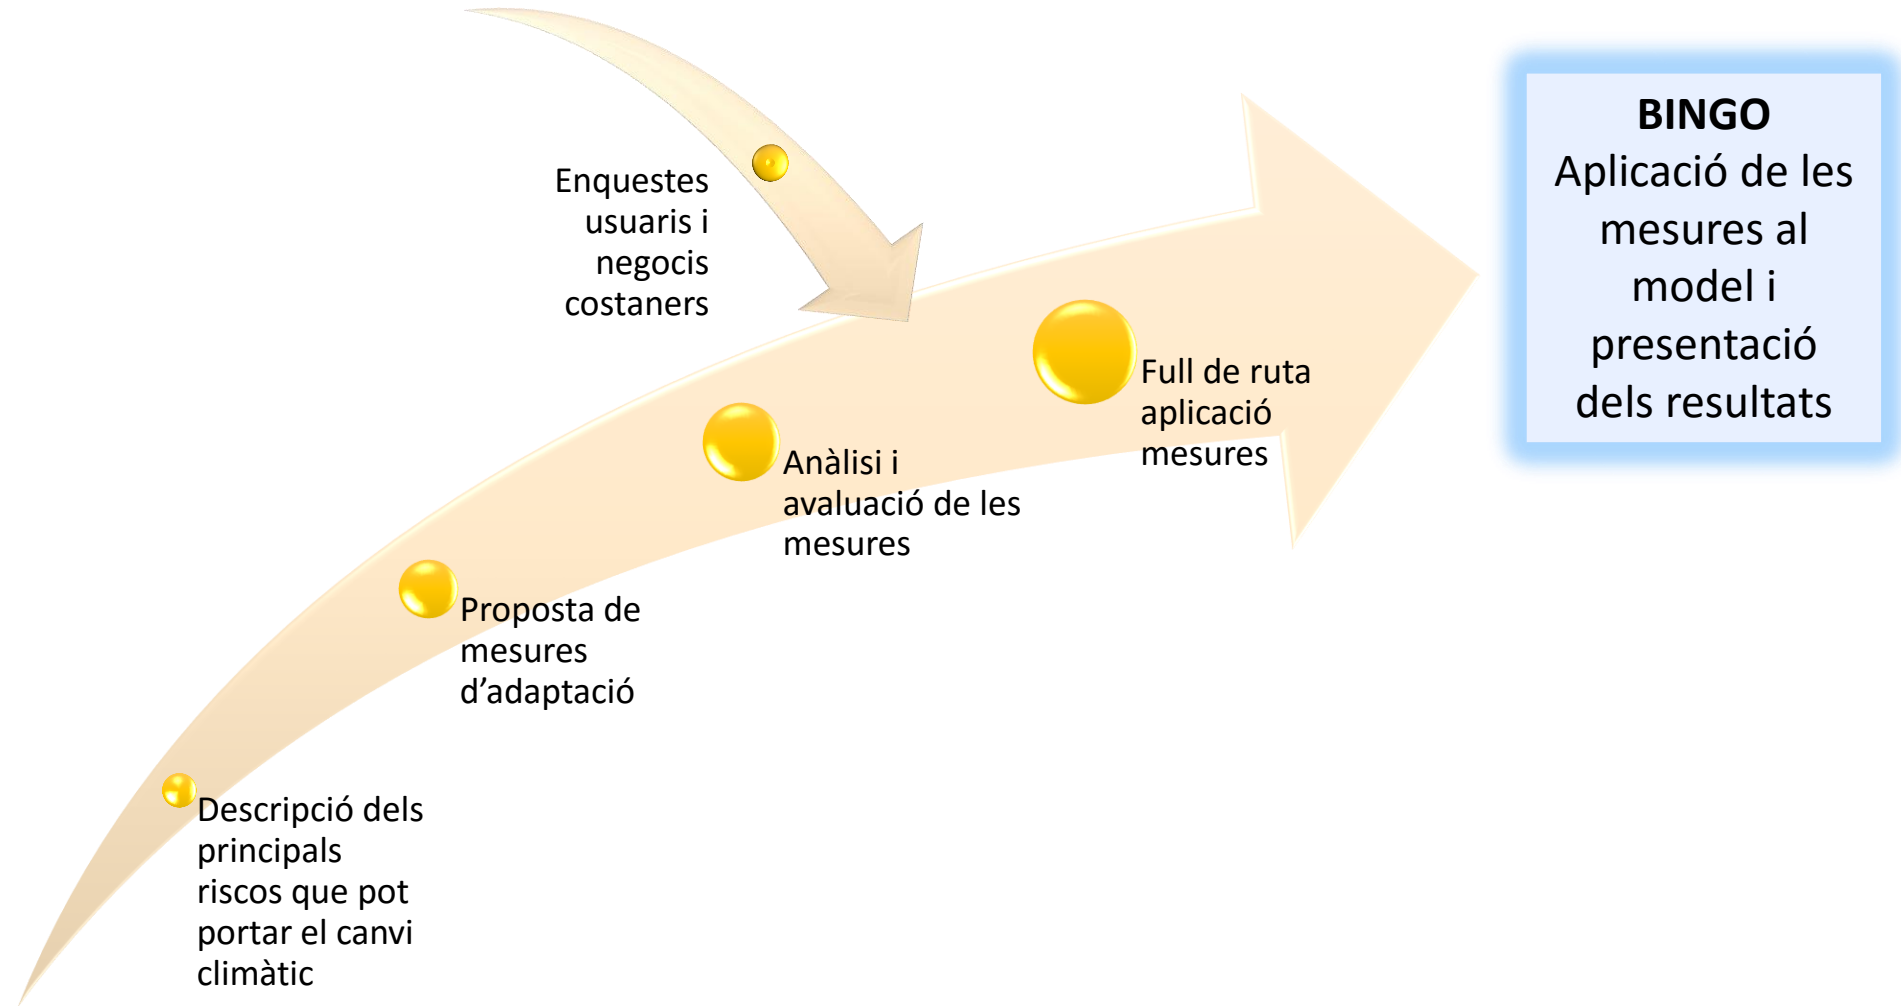 Enquestes
usuaris i
negocis
costaners
Descripció dels
principals
riscos que pot
portar el canvi
climàtic
Proposta de
mesures
d’adaptació
Anàlisi i
avaluació de les
mesures
Full de ruta
aplicació
mesures
BINGO
Aplicació de les
mesures al
model i
presentació
dels resultats